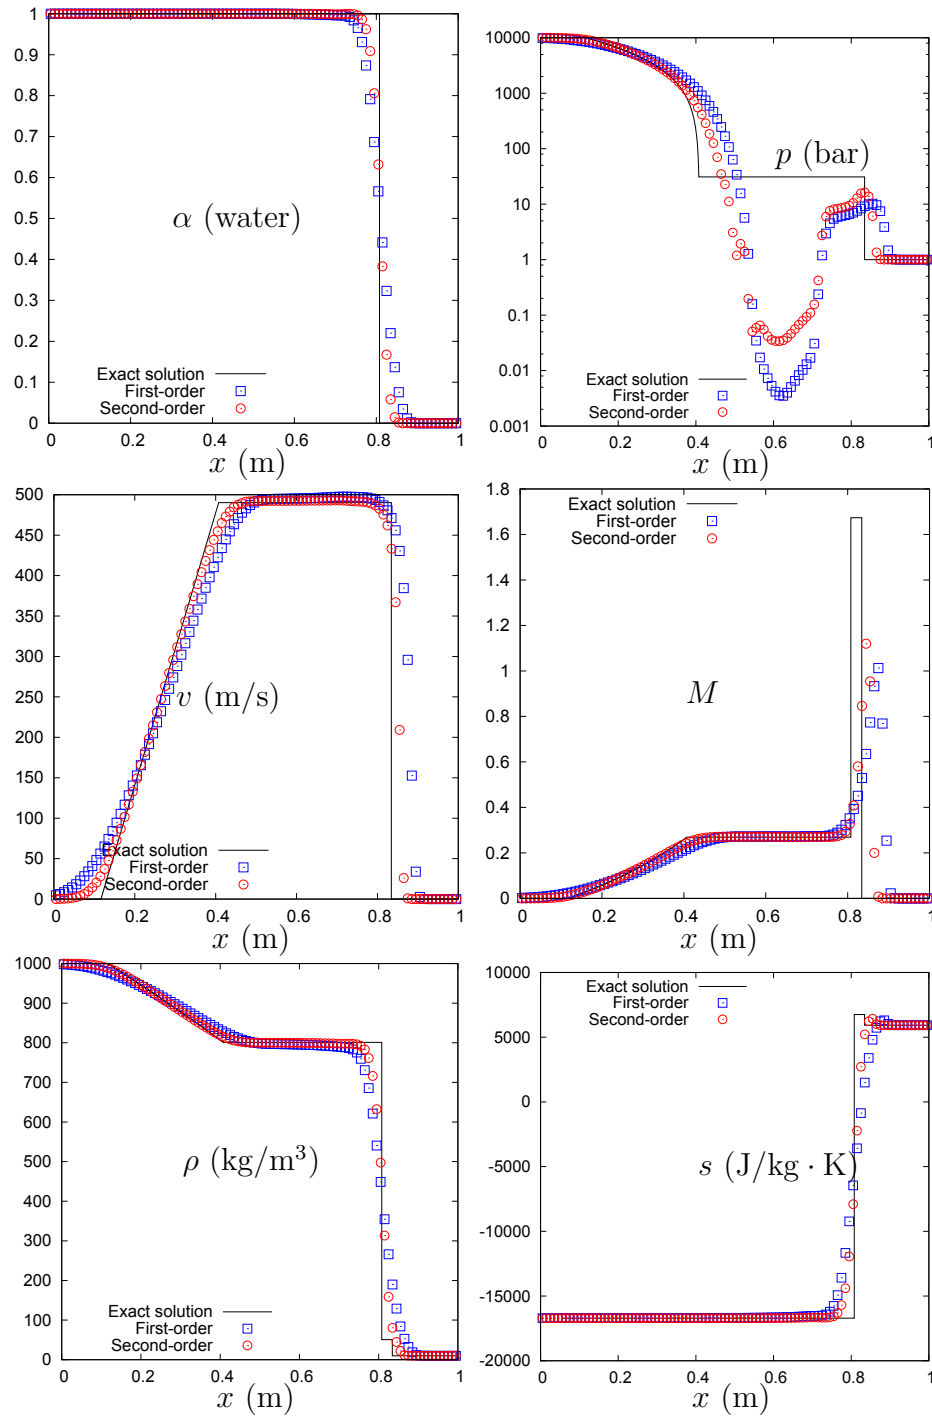 1
0.9
0.8
0.7
0.6
0.5
0.4
0.3
0.2
0.1
0
α (water)
Exact solution
First-order
Second-order
0 0.2 0.4 0.6 0.8 1
x (m)
10000
1000
100
10
1
0.1
0.01
0.001
p (bar)
Exact solution
First-order
Second-order
0 0.2 0.4 0.6 0.8 1
x (m)
500
450
400
350
300
250
200
150
100
50
0
v (m/s)
Exact solution
First-order
Second-order
0 0.2 0.4 0.6 0.8 1
x (m)
1.8
1.6
1.4
1.2
1
0.8
0.6
0.4
0.2
0
Exact solution
First-order
Second-order
M
0 0.2 0.4 0.6 0.8 1
x (m)
1000
900
800
700
600
500
400
300
200
100
0
ρ (kg/m³)
Exact solution
First-order
Second-order
0 0.2 0.4 0.6 0.8 1
x (m)
10000
5000
0
-5000
-10000
-15000
-20000
Exact solution
First-order
Second-order
s (J/kg · K)
0 0.2 0.4 0.6 0.8 1
x (m)